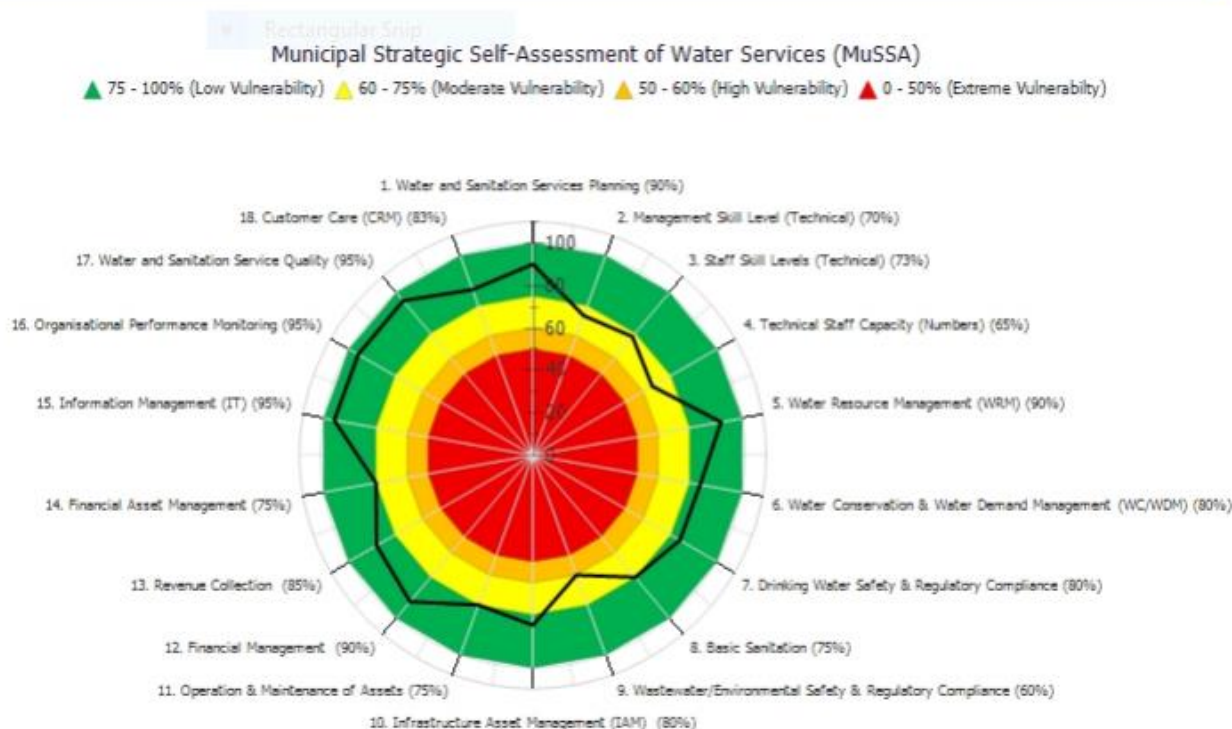 Rectangular Snip
Municipal Strategic Self-Assessment of Water Services (MuSSA)
75 - 100% (Low Vulnerability) 60 - 75% (Moderate Vulnerability) 50 - 60% (High Vulnerability) 0 - 50% (Extreme Vulnerabilty)
1. Water and Sanitation Services Planning (90%)
2. Management Skill Level (Technical) (70%)
3. Staff Skill Levels (Technical) (73%)
4. Technical Staff Capacity (Numbers) (65%)
5. Water Resource Management (WRM) (90%)
6. Water Conservation & Water Demand Management (WC/WDM) (80%)
7. Drinking Water Safety & Regulatory Compliance (80%)
8. Basic Sanitation (75%)
9. Wastewater/Environmental Safety & Regulatory Compliance (60%)
10. Infrastructure Asset Management (IAM) (80%)
11. Operation & Maintenance of Assets (75%)
12. Financial Management (90%)
13. Revenue Collection (85%)
14. Financial Asset Management (75%)
15. Information Management (IT) (95%)
16. Organisational Performance Monitoring (95%)
17. Water and Sanitation Service Quality (95%)
18. Customer Care (CRM) (83%)
100
80
60
40
20
0